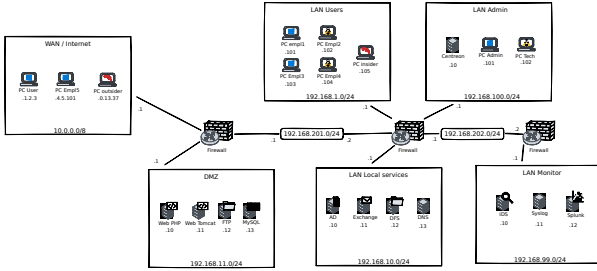 WAN / Internet
PC User
.1.2.3
PC Empl5
.4.5.101
PC outsider
.0.13.37
10.0.0.0/8
.1
LAN Users
PC empl1
.101
PC Empl2
.102
PC Empl3
.103
PC Empl4
.104
PC insider
.105
192.168.1.0/24
.1
LAN Admin
Centreon
.10
PC Admin
.101
PC Tech
.102
192.168.100.0/24
.1
Firewall
.1
192.168.201.0/24
.2
Firewall
.1
192.168.202.0/24
.2
Firewall
.1
DMZ
Web PHP
.10
Web Tomcat
.11
FTP
.12
MySQL
.13
192.168.11.0/24
.1
LAN Local services
AD
.10
Exchange
.11
DFS
.12
DNS
.13
192.168.10.0/24
.1
LAN Monitor
IDS
.10
Syslog
.11
Splunk
.12
192.168.99.0/24